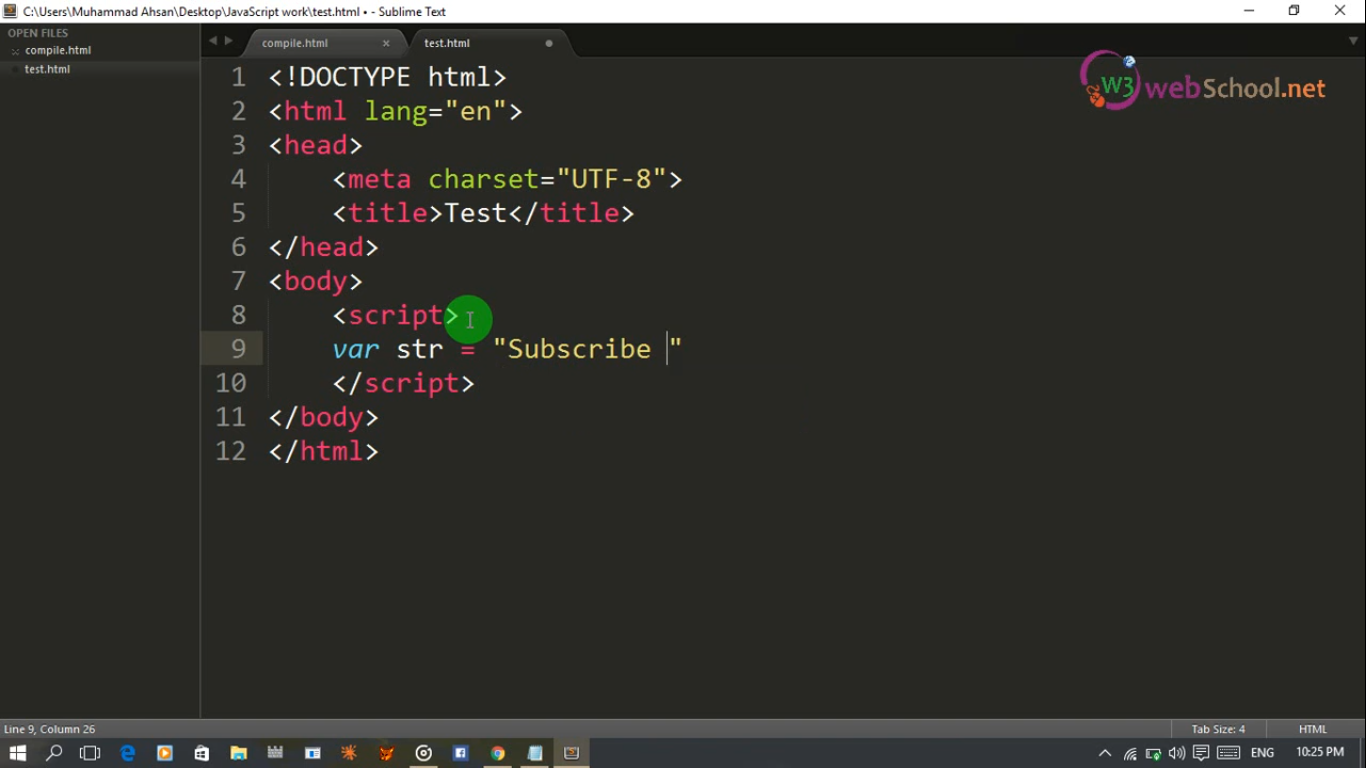 C:\Users\Muhammad Ahsan\Desktop\JavaScript work\test.html • - Sublime Text
OPEN FILES
compile.html
test.html
compile.html
test.html
W3 webSchool.net
1 <!DOCTYPE html>
2 <html lang="en">
3 <head>
4 <meta charset="UTF-8">
5 <title>Test</title>
6 </head>
7 <body>
8 <script>
9 var str = "Subscribe "
10 </script>
11 </body>
12 </html>
Line 9, Column 26
Tab Size: 4
HTML
ENG
10:25 PM